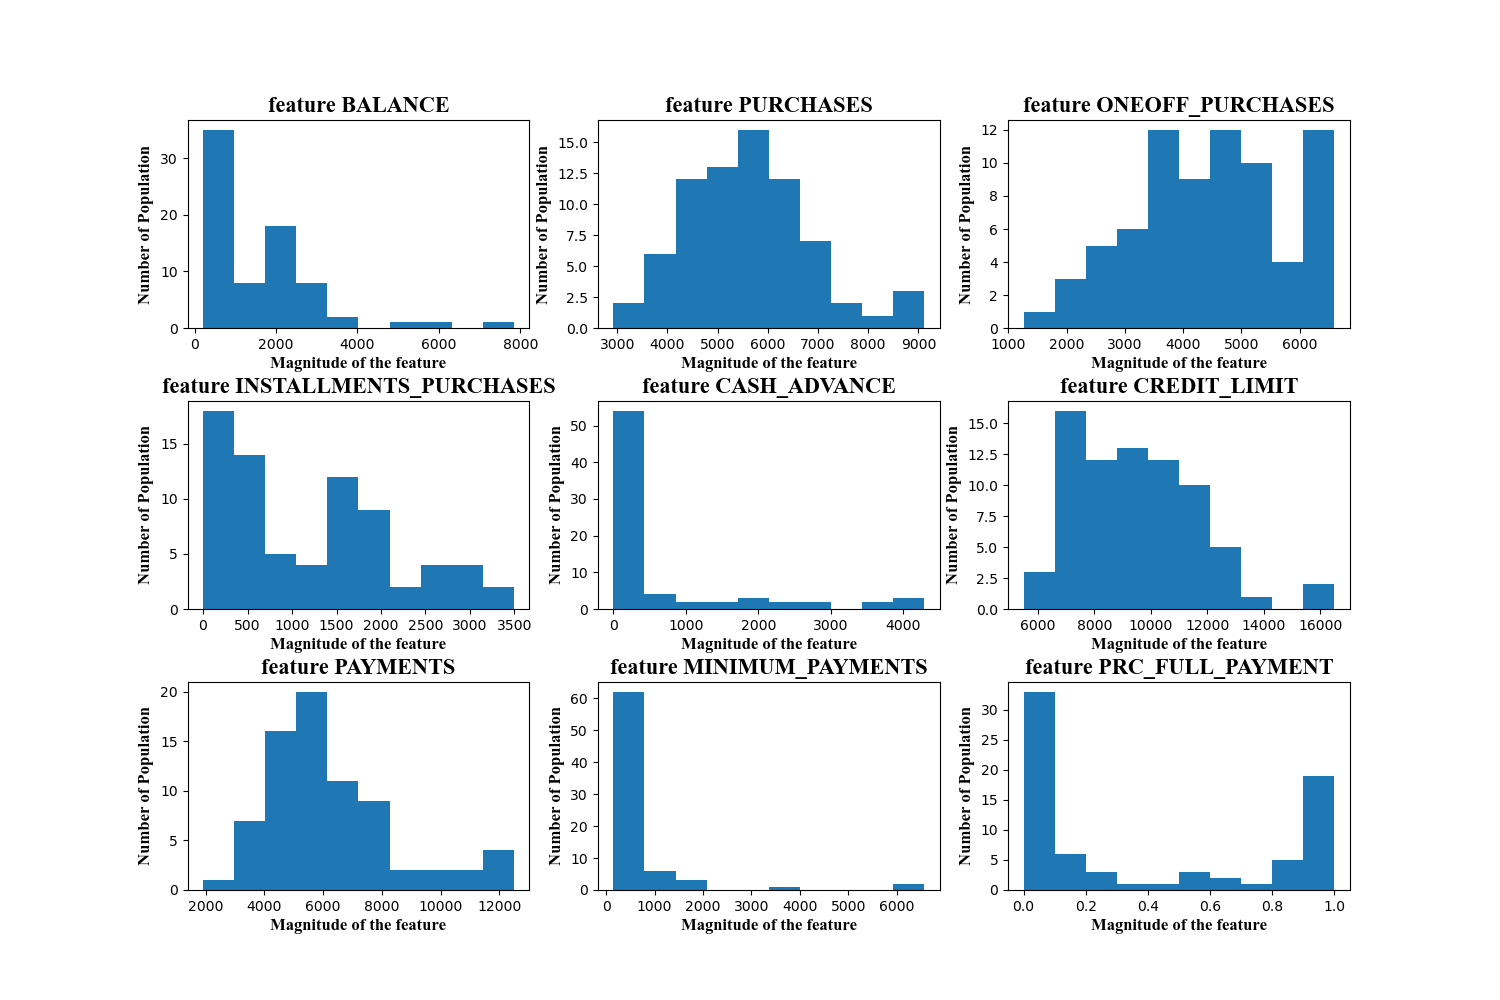 feature BALANCE
Number of Population
30
20
10
0
0 2000 4000 6000 8000
Magnitude of the feature
feature PURCHASES
Number of Population
15.0
12.5
10.0
7.5
5.0
2.5
0.0
3000 4000 5000 6000 7000 8000 9000
Magnitude of the feature
feature ONEOFF_PURCHASES
Number of Population
12
10
8
6
4
2
0
1000 2000 3000 4000 5000 6000
Magnitude of the feature
feature INSTALLMENTS_PURCHASES
Number of Population
15
10
5
0
0 500 1000 1500 2000 2500 3000 3500
Magnitude of the feature
feature CASH_ADVANCE
Number of Population
50
40
30
20
10
0
0 1000 2000 3000 4000
Magnitude of the feature
feature CREDIT_LIMIT
Number of Population
15.0
12.5
10.0
7.5
5.0
2.5
0.0
6000 8000 10000 12000 14000 16000
Magnitude of the feature
feature PAYMENTS
Number of Population
20
15
10
5
0
2000 4000 6000 8000 10000 12000
Magnitude of the feature
feature MINIMUM_PAYMENTS
Number of Population
60
50
40
30
20
10
0
0 1000 2000 3000 4000 5000 6000
Magnitude of the feature
feature PRC_FULL_PAYMENT
Number of Population
30
25
20
15
10
5
0
0.0 0.2 0.4 0.6 0.8 1.0
Magnitude of the feature